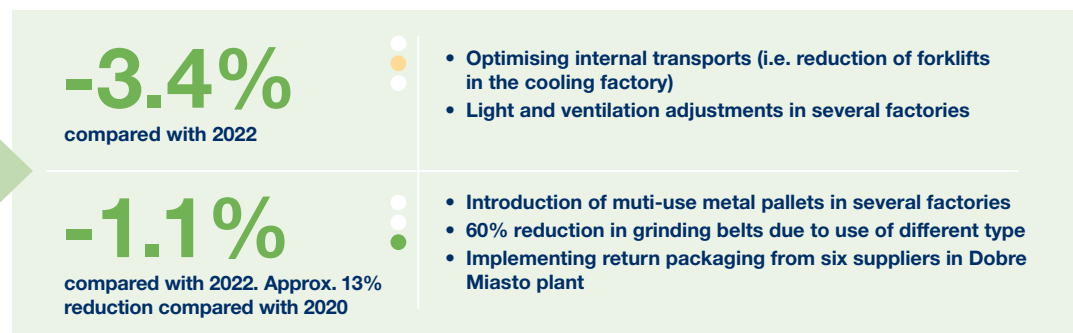 -3.4%
compared with 2022
• Optimising internal transports (i.e. reduction of forklifts
in the cooling factory)
• Light and ventilation adjustments in several factories
-1.1%
compared with 2022. Approx. 13%
reduction compared with 2020
• Introduction of muti-use metal pallets in several factories
• 60% reduction in grinding belts due to use of different type
• Implementing return packaging from six suppliers in Dobre
Miasto plant